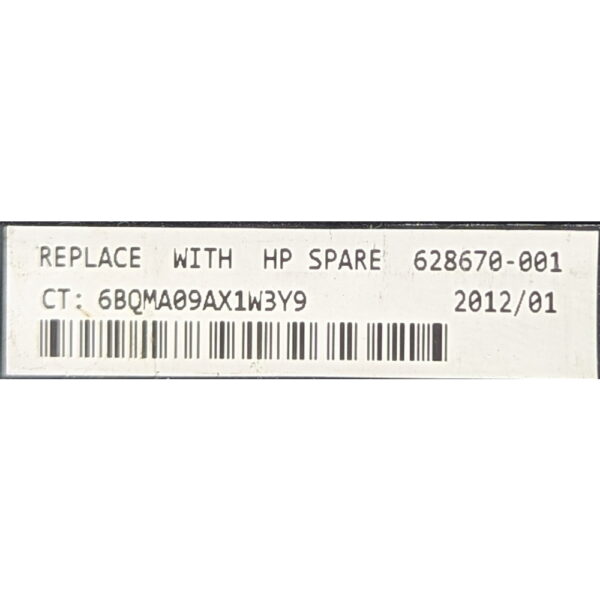 REPLACE WITH HP SPARE 628670-001
CT: 6BQMA09AX1W3Y9 2012/01